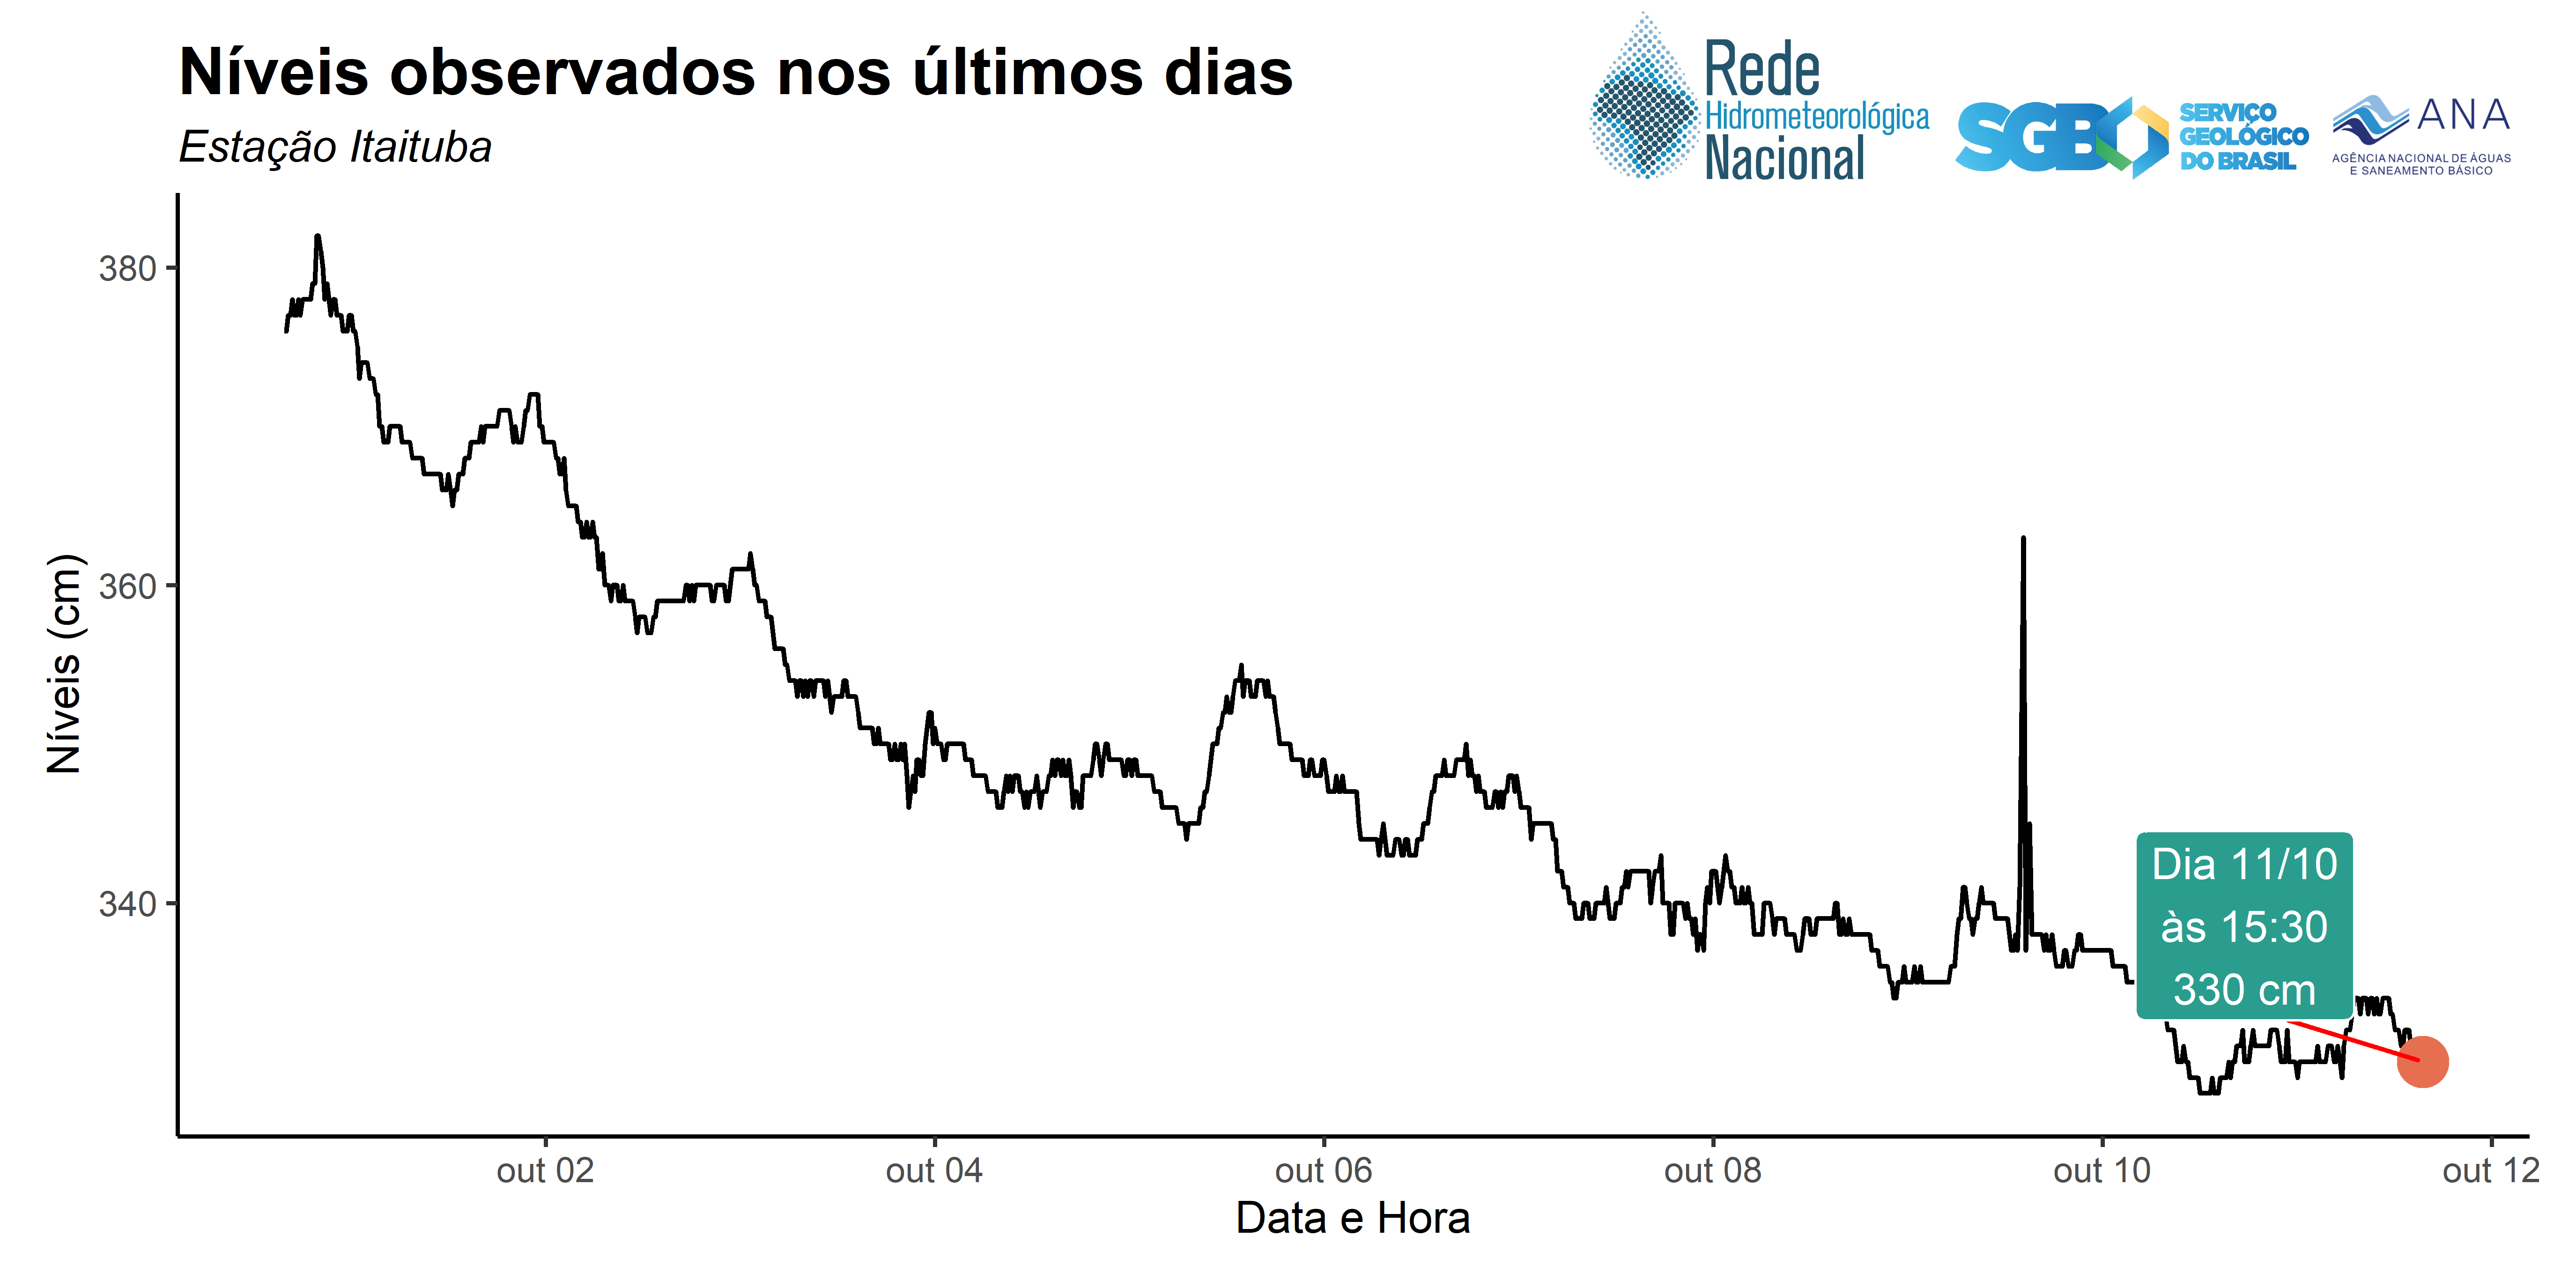 Níveis observados nos últimos dias
Estação Itaituba
Rede
Hidrometeorológica
Nacional
SGB
SERVIÇO
GEOLÓGICO
DO BRASIL
ANA
AGÊNCIA NACIONAL DE ÁGUAS
E SANEAMENTO BÁSICO
Níveis (cm)
380
360
340
Dia 11/10
às 15:30
330 cm
out 02
out 04
out 06
out 08
out 10
out 12
Data e Hora